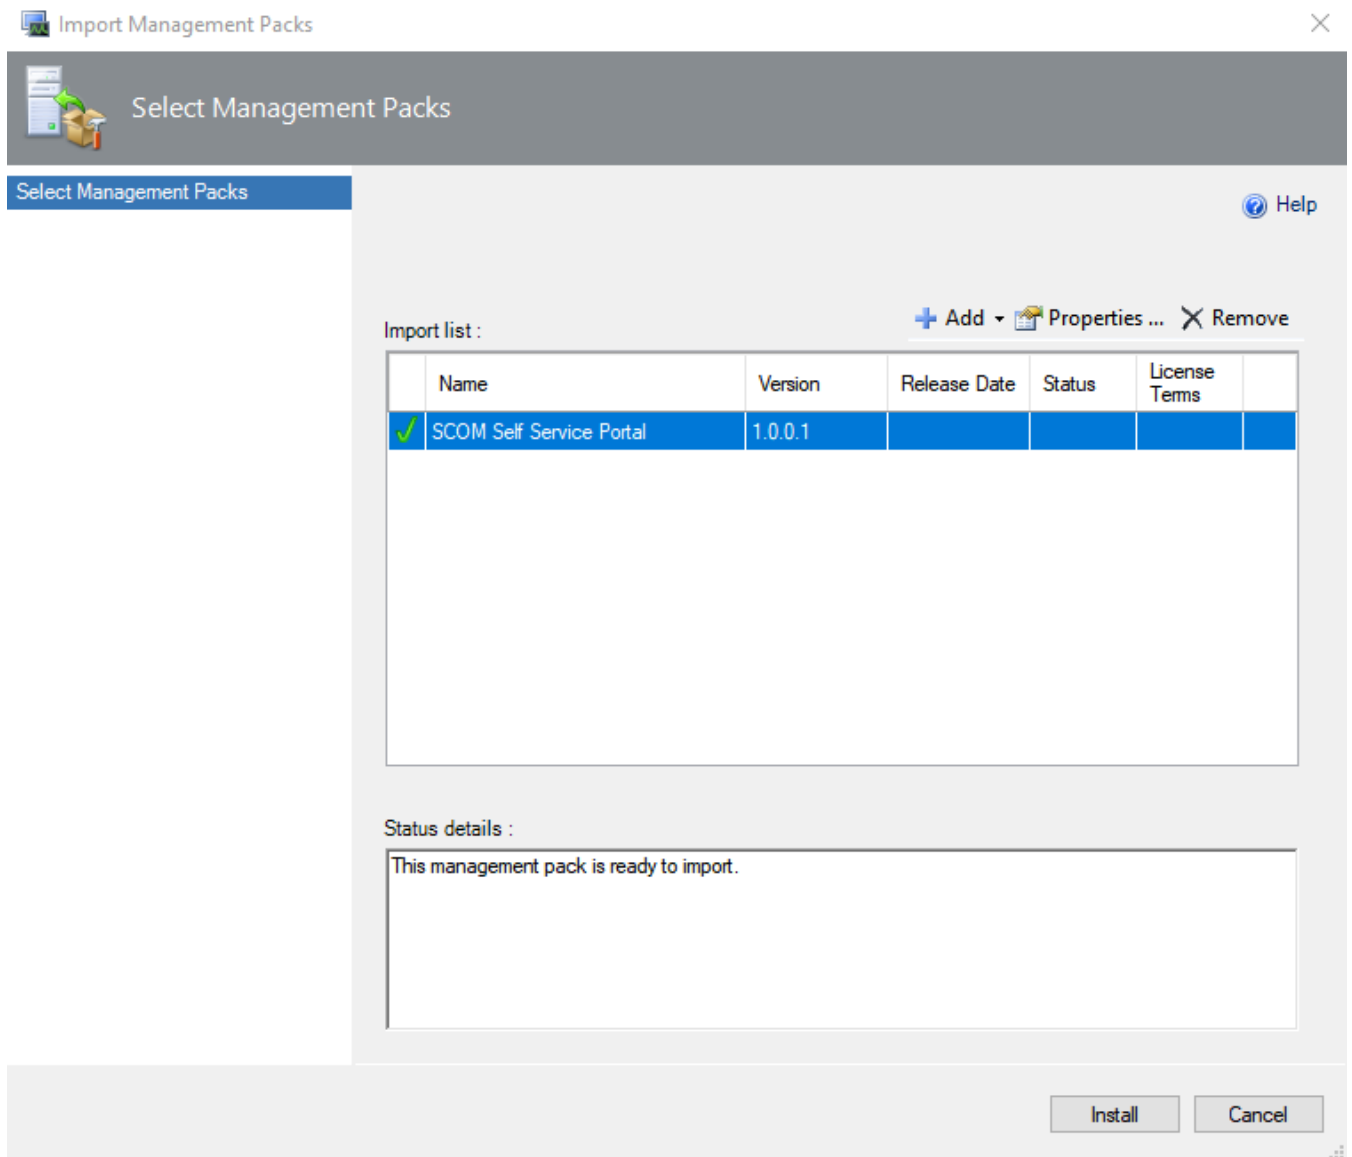 Import Management Packs
Select Management Packs
Select Management Packs
Help
Add
Properties ...
Remove
Import list :
Name
Version
Release Date
Status
License
Terms
SCOM Self Service Portal
1.0.0.1
Status details :
This management pack is ready to import.
Install
Cancel